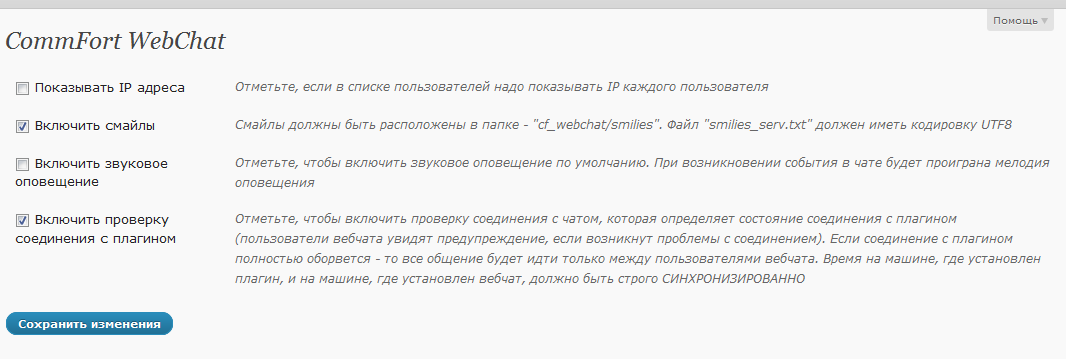 Помощь
CommFort WebChat
Показывать IP адреса
Отметьте, если в списке пользователей надо показывать IP каждого пользователя
Включить смайлы
Смайлы должны быть расположены в папке - "cf_webchat/smilies". Файл "smilies_serv.txt" должен иметь кодировку UTF8
Включить звуковое
оповещение
Отметьте, чтобы включить звуковое оповещение по умолчанию. При возникновении события в чате будет проиграна мелодия
оповещения
Включить проверку
соединения с плагином
Отметьте, чтобы включить проверку соединения с чатом, которая определяет состояние соединения с плагином
(пользователи вебчата увидят предупреждение, если возникнут проблемы с соединением). Если соединение с плагином
полностью оборвется - то все общение будет идти только между пользователями вебчата. Время на машине, где установлен
плагин, и на машине, где установлен вебчат, должно быть строго СИНХРОНИЗИРОВАННО
Сохранить изменения